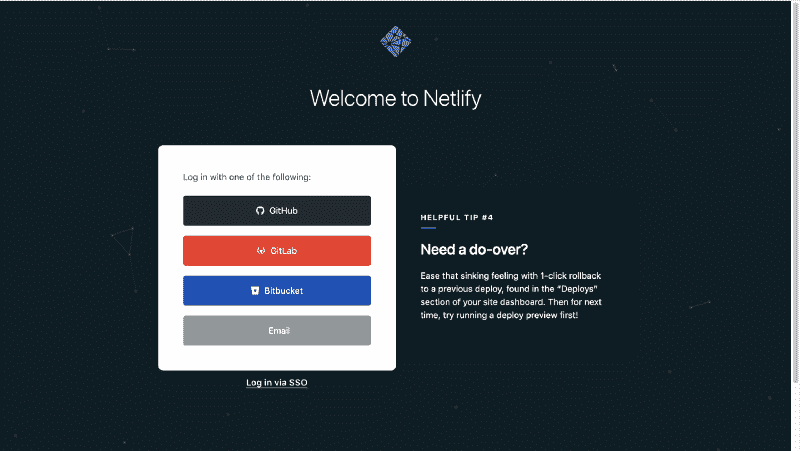 Welcome to Netlify
Log in with one of the following:
GitHub
GitLab
Bitbucket
Email
Log in via SSO
HELPFUL TIP #4
Need a do-over?
Ease that sinking feeling with 1-click rollback
to a previous deploy, found in the “Deploys”
section of your site dashboard. Then for next
time, try running a deploy preview first!